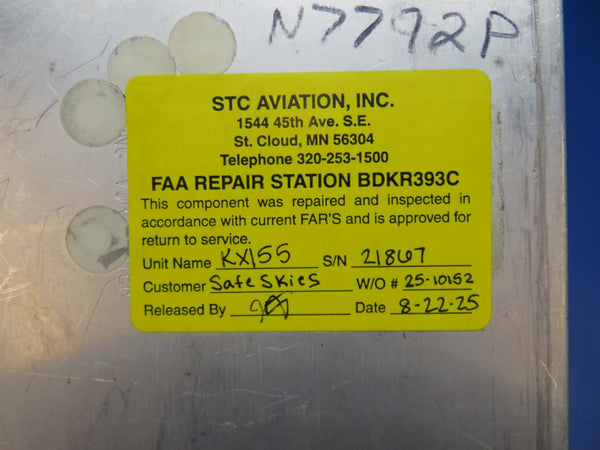 N7792P
STC AVIATION, INC.
1544 45th Ave. S.E.
St. Cloud, MN 56304
Telephone 320-253-1500
FAA REPAIR STATION BDKR393C
This component was repaired and inspected in
accordance with current FAR'S and is approved for
return to service.
Unit Name KX155 S/N 21867
Customer Safe Skies W/O # 25-10152
Released By Date 8-22-25